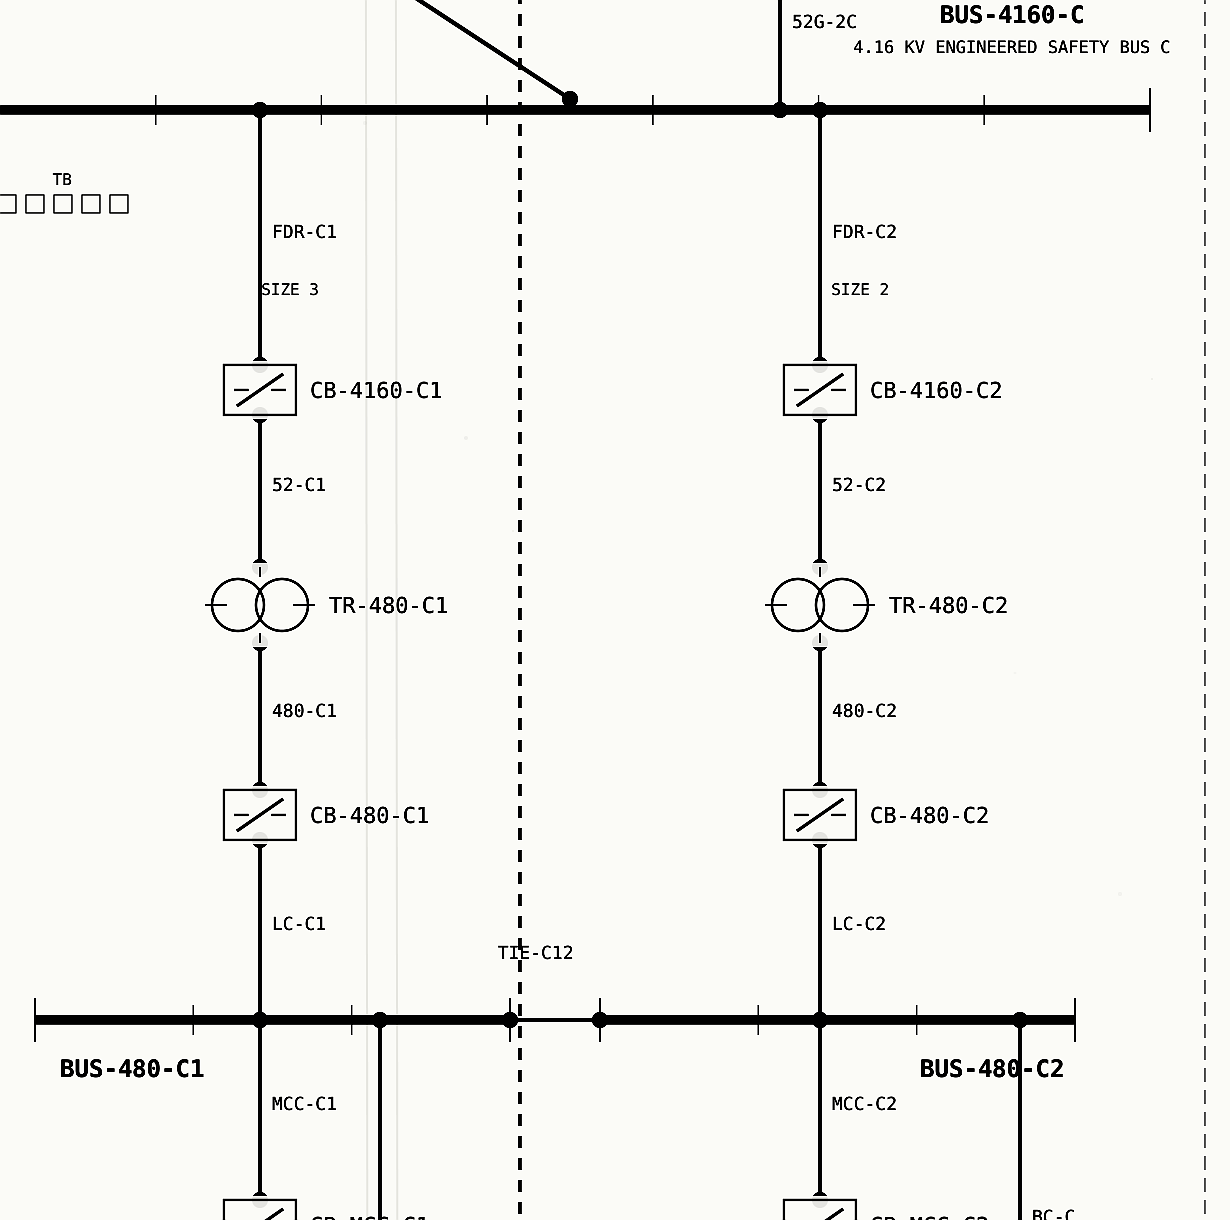 52G-2C
BUS-4160-C
4.16 KV ENGINEERED SAFETY BUS C
TB
FDR-C1
FDR-C2
SIZE 3
SIZE 2
CB-4160-C1
CB-4160-C2
52-C1
52-C2
TR-480-C1
TR-480-C2
480-C1
480-C2
CB-480-C1
CB-480-C2
LC-C1
LC-C2
TIE-C12
BUS-480-C1
BUS-480-C2
MCC-C1
MCC-C2